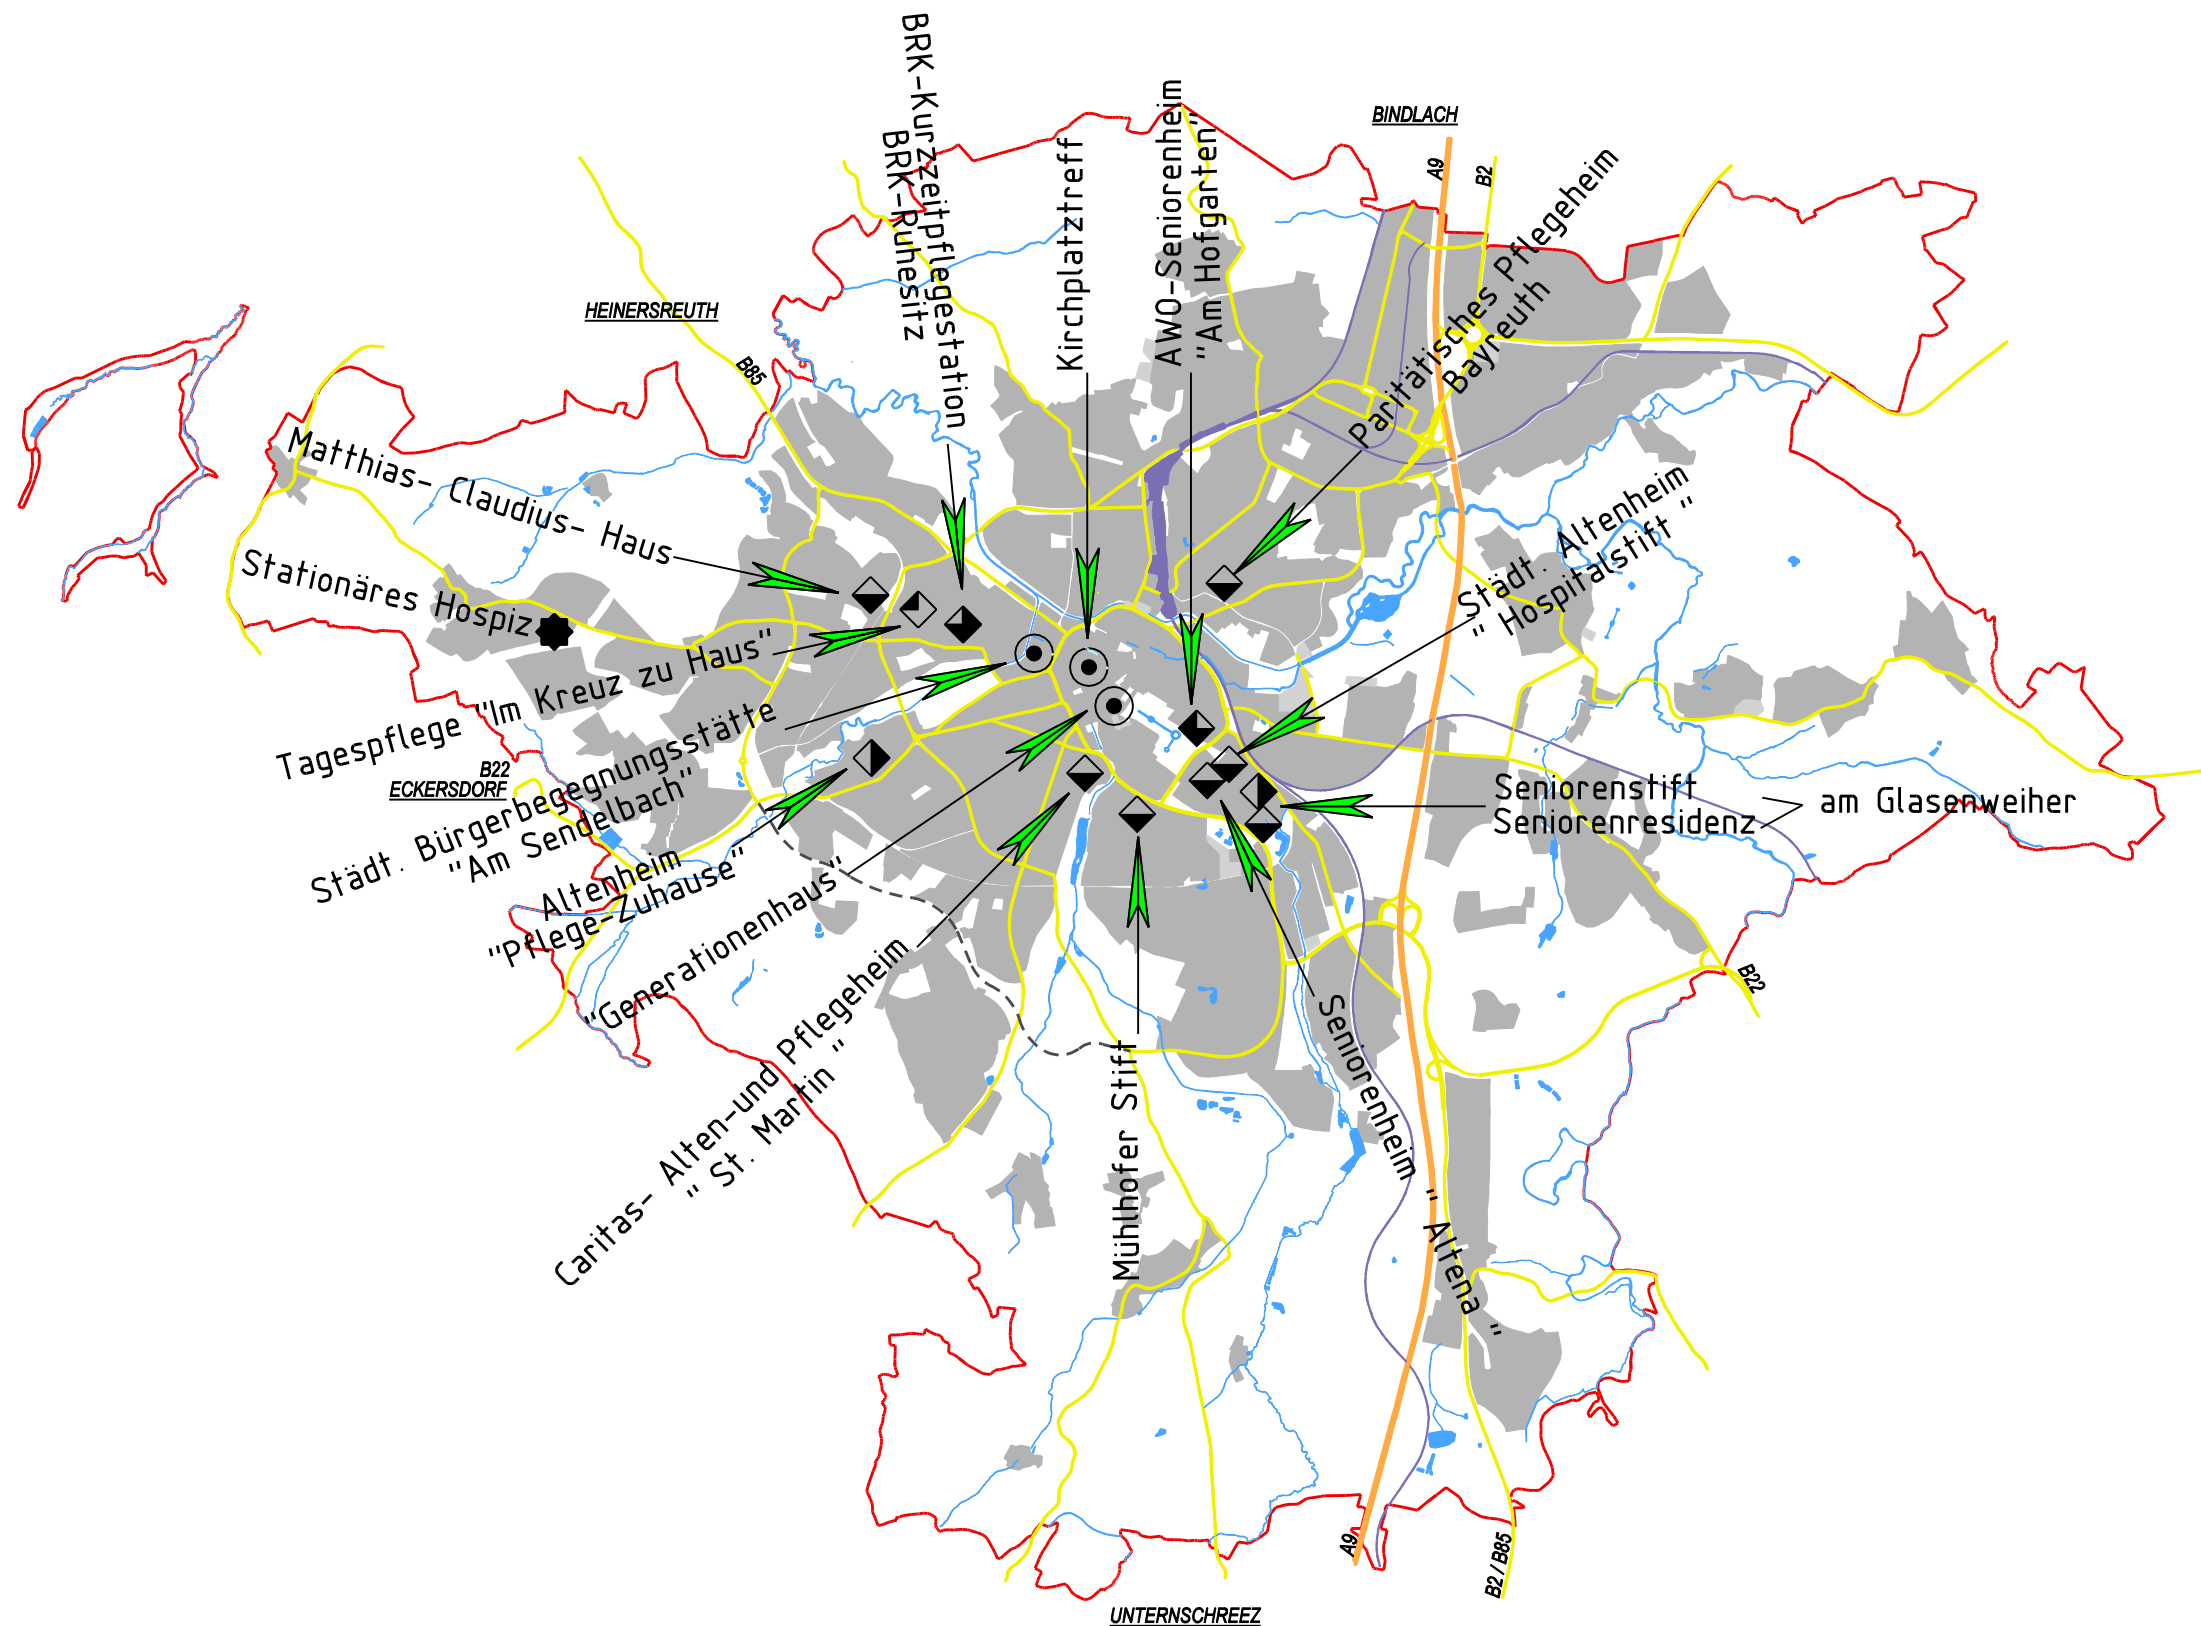 BRK-Kurzzeitpflegestation
BRK-Ruhesitz
Kirchplatztreff
AWO-Seniorenheim
"Am Hofgarten"
BINDLACH
A9
B2
Paritätisches Pflegeheim
Bayreuth
HEINERSREUTH
B85
Matthias- Claudius- Haus
Stationäres Hospiz
Städt. Altenheim
" Hospitalstift "
Tagespflege "Im Kreuz zu Haus"
B22
ECKERSDORF
Städt. Bürgerbegegnungsstätte
"Am Sendelbach"
Seniorenstift
Seniorenresidenz
am Glasenweiher
Altenheim
"Pflege-Zuhause"
"Generationenhaus"
B22
Caritas- Alten-und Pflegeheim
" St. Martin "
Mühlhofer Stift
Seniorenheim " Altena "
A9
B2 / B85
UNTERNSCHREEZ